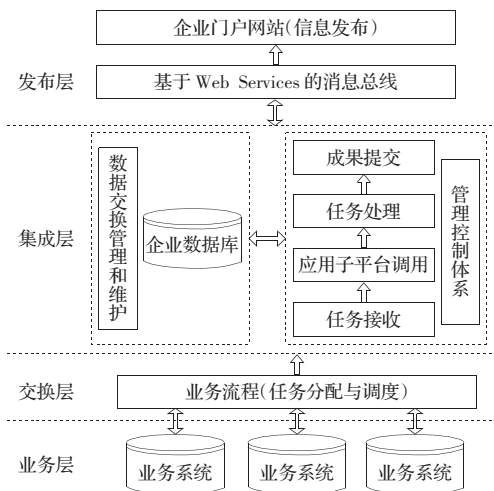 企业门户网站(信息发布)
发布层
基于 Web Services 的消息总线
集成层
数据交换管理和维护
企业数据库
成果提交
任务处理
应用子平台调用
任务接收
管理控制体系
交换层
业务流程(任务分配与调度)
业务层
业务系统
业务系统
业务系统